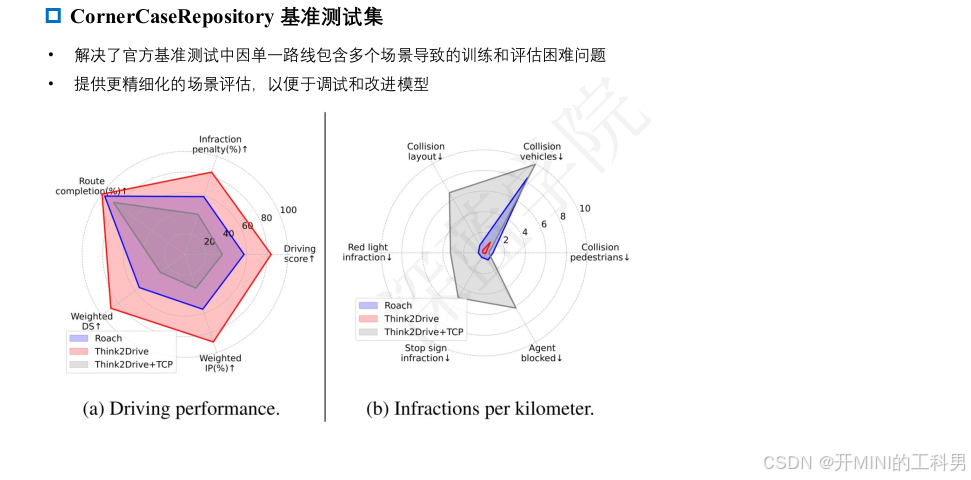 CornerCaseRepository 基准测试集
• 解决了官方基准测试中因单一路线包含多个场景导致的训练和评估困难问题
• 提供更精细化的场景评估，以便于调试和改进模型
Infraction
penalty(%)↑
Route
completion(%)↑
100
80
60
40
20
Driving
score↑
Weighted
DS↑
Weighted
IP(%)↑
Roach
Think2Drive
Think2Drive+TCP
(a) Driving performance.
Collision
layout↓
Collision
vehicles↓
10
8
6
4
2
Red light
infraction↓
Collision
pedestrians↓
Roach
Think2Drive
Think2Drive+TCP
Stop sign
infraction↓
Agent
blocked↓
(b) Infractions per kilometer.
CSDN @开MINI的工科男